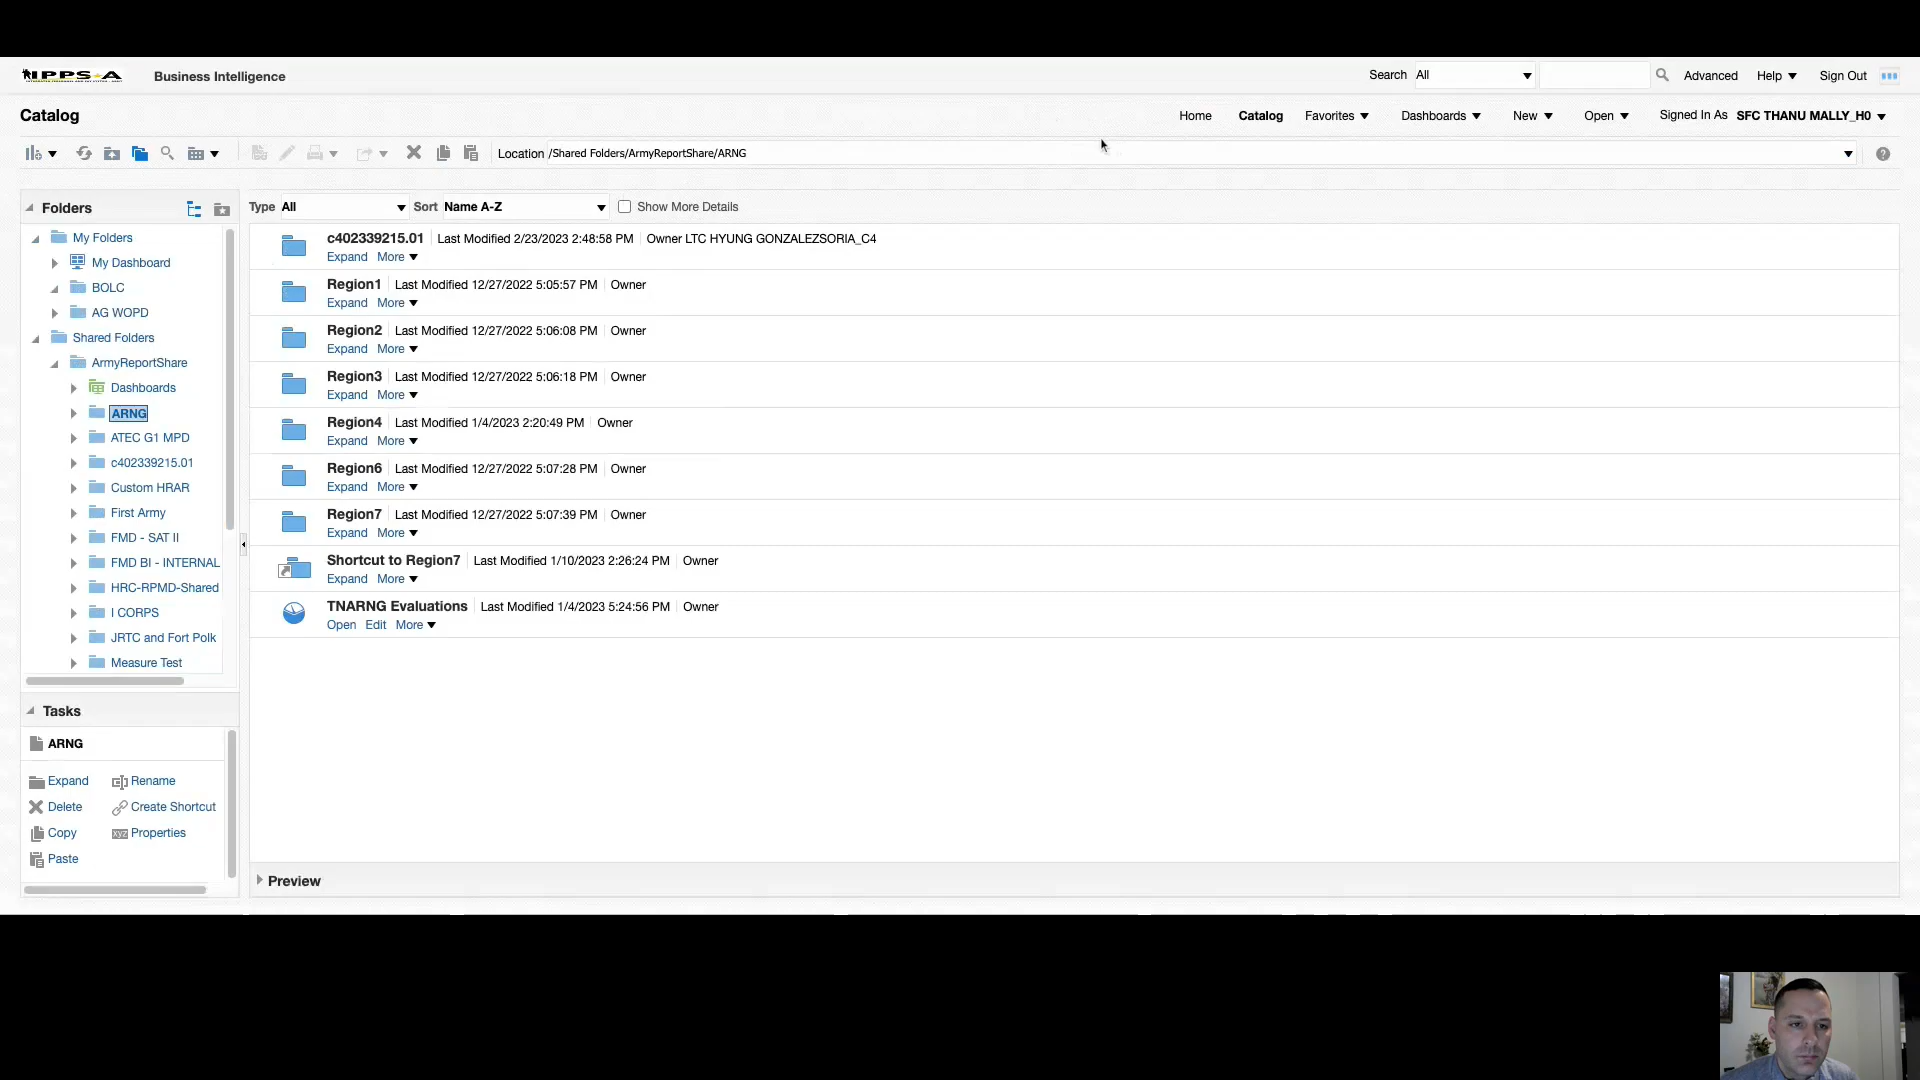 IPPS-A
Business Intelligence
Search All Advanced Help Sign Out
Catalog
Home Catalog Favorites Dashboards New Open Signed In As SFC THANU MALLY_H0
Location /Shared Folders/ArmyReportShare/ARNG
Folders
My Folders
My Dashboard
BOLC
AG WOPD
Shared Folders
ArmyReportShare
Dashboards
ARNG
ATEC G1 MPD
c402339215.01
Custom HRAR
First Army
FMD - SAT II
FMD BI - INTERNAL
HRC-RPMD-Shared
I CORPS
JRTC and Fort Polk
Measure Test
Tasks
ARNG
Expand Rename
Delete Create Shortcut
Copy xyz Properties
Paste
Type All Sort Name A-Z Show More Details
c402339215.01 Last Modified 2/23/2023 2:48:58 PM Owner LTC HYUNG GONZALEZSORIA_C4
Expand More
Region1 Last Modified 12/27/2022 5:05:57 PM Owner
Expand More
Region2 Last Modified 12/27/2022 5:06:08 PM Owner
Expand More
Region3 Last Modified 12/27/2022 5:06:18 PM Owner
Expand More
Region4 Last Modified 1/4/2023 2:20:49 PM Owner
Expand More
Region6 Last Modified 12/27/2022 5:07:28 PM Owner
Expand More
Region7 Last Modified 12/27/2022 5:07:39 PM Owner
Expand More
Shortcut to Region7 Last Modified 1/10/2023 2:26:24 PM Owner
Expand More
TNARNG Evaluations Last Modified 1/4/2023 5:24:56 PM Owner
Open Edit More
Preview